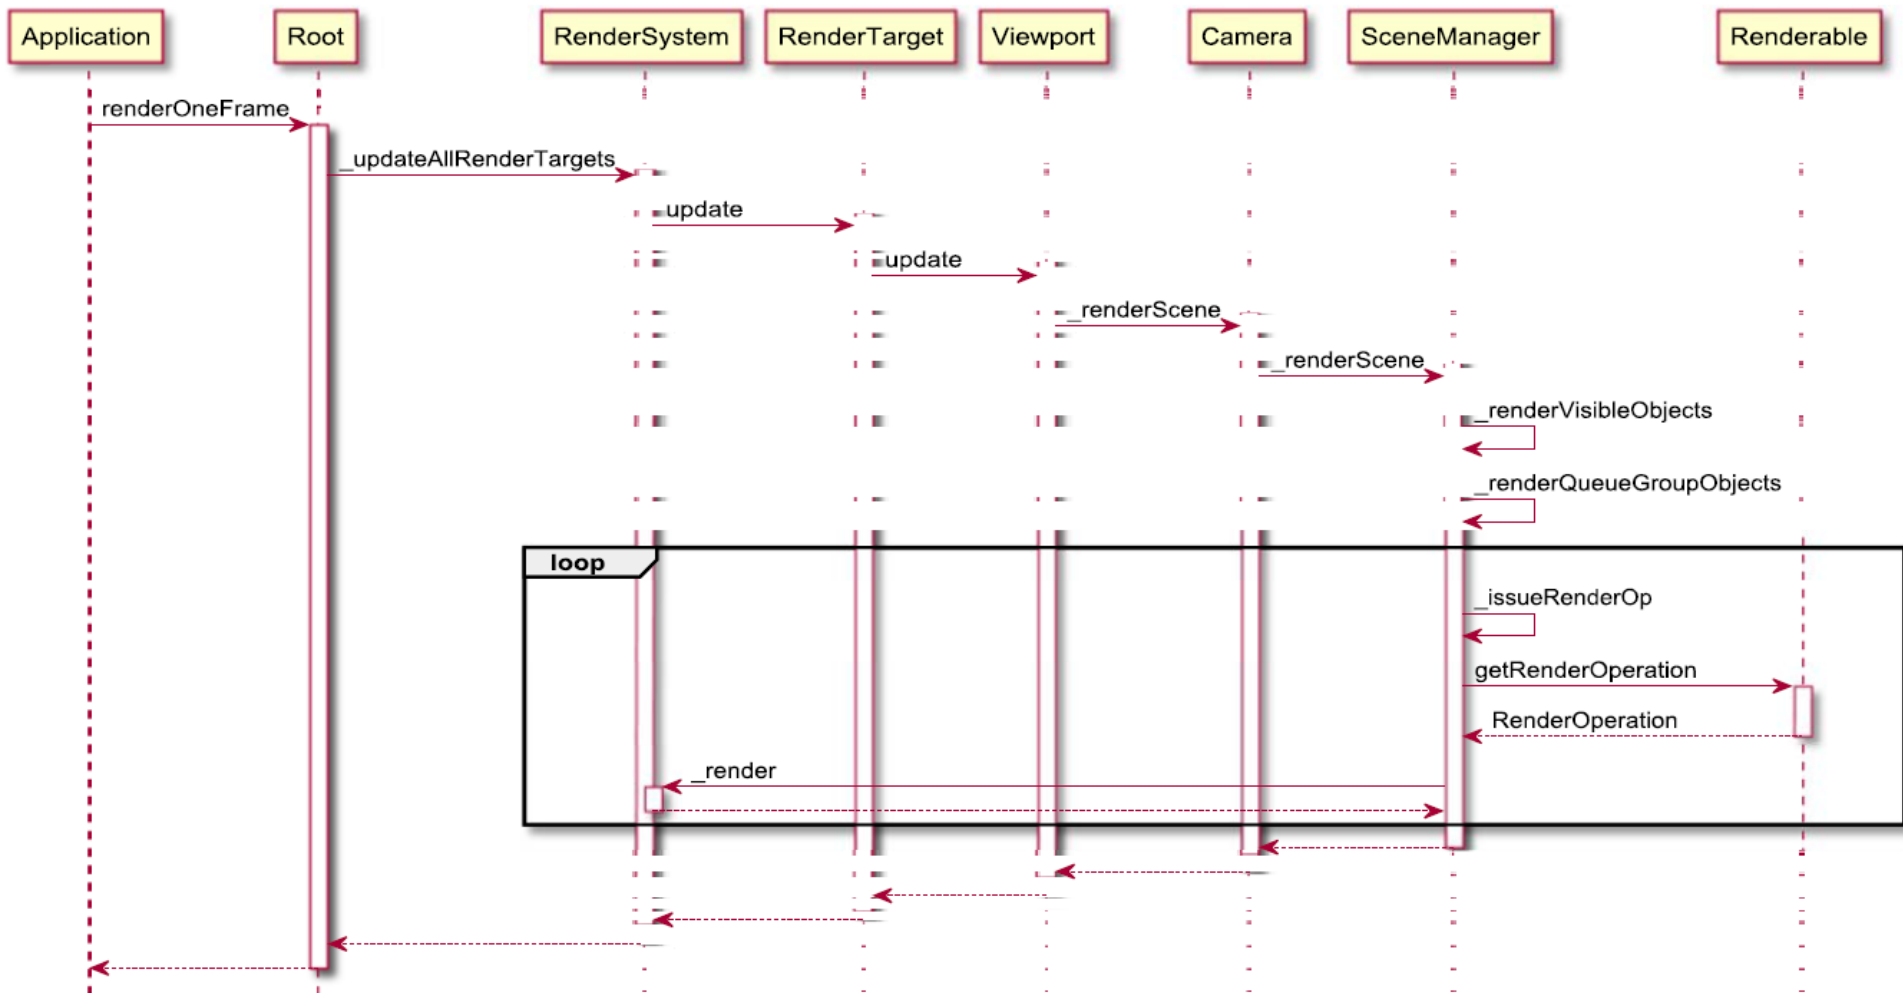 Application
Root
RenderSystem
RenderTarget
Viewport
Camera
SceneManager
Renderable
renderOneFrame
_updateAllRenderTargets
update
update
_renderScene
_renderScene
_renderVisibleObjects
_renderQueueGroupObjects
loop
_issueRenderOp
getRenderOperation
RenderOperation
_render